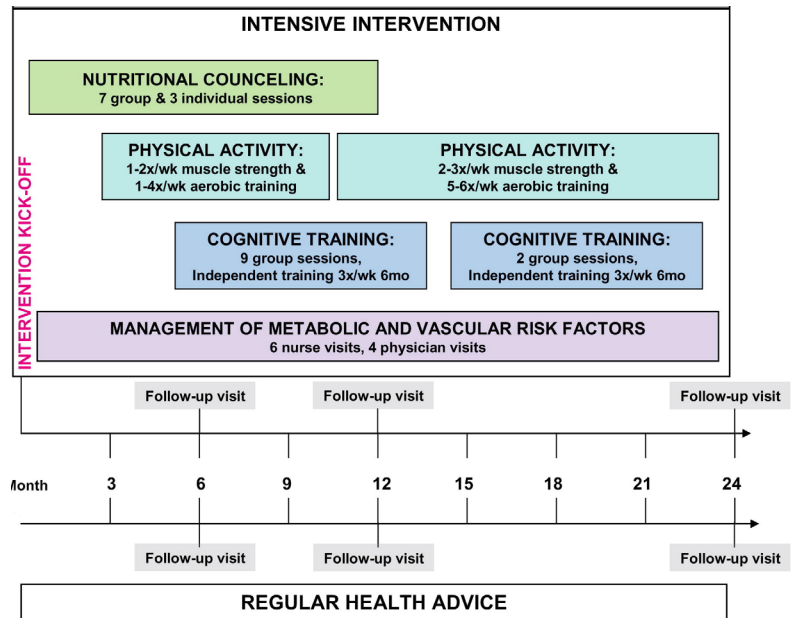 INTENSIVE INTERVENTION
NUTRITIONAL COUNCELING:
7 group & 3 individual sessions
PHYSICAL ACTIVITY:
1-2x/wk muscle strength &
1-4x/wk aerobic training
PHYSICAL ACTIVITY:
2-3x/wk muscle strength &
5-6x/wk aerobic training
INTERVENTION KICK-OFF
COGNITIVE TRAINING:
9 group sessions,
Independent training 3x/wk 6mo
COGNITIVE TRAINING:
2 group sessions,
Independent training 3x/wk 6mo
MANAGEMENT OF METABOLIC AND VASCULAR RISK FACTORS
6 nurse visits, 4 physician visits
Follow-up visit Follow-up visit Follow-up visit
Month 3 6 9 12 15 18 21 24
Follow-up visit Follow-up visit Follow-up visit
REGULAR HEALTH ADVICE